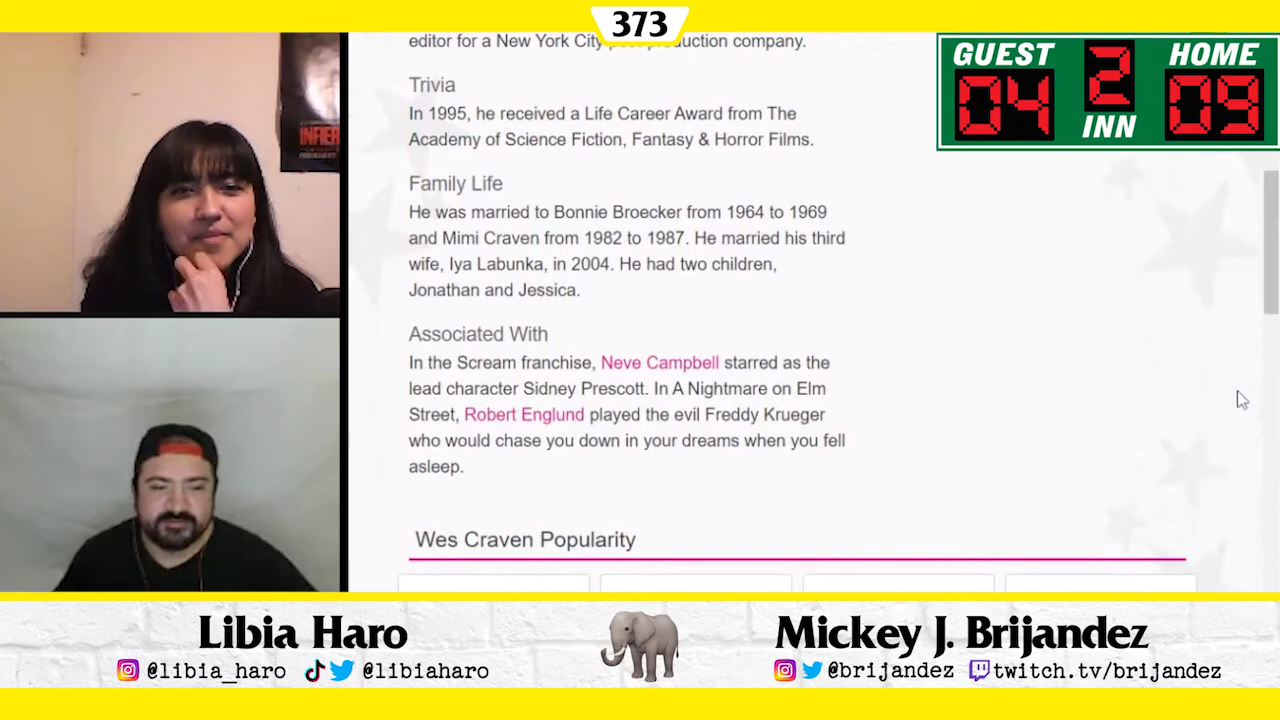 373
editor for a New York City post production company.
Trivia
In 1995, he received a Life Career Award from The
Academy of Science Fiction, Fantasy & Horror Films.
Family Life
He was married to Bonnie Broecker from 1964 to 1969
and Mimi Craven from 1982 to 1987. He married his third
wife, Iya Labunka, in 2004. He had two children,
Jonathan and Jessica.
Associated With
In the Scream franchise, Neve Campbell starred as the
lead character Sidney Prescott. In A Nightmare on Elm
Street, Robert Englund played the evil Freddy Krueger
who would chase you down in your dreams when you fell
asleep.
Wes Craven Popularity
GUEST 2 HOME
04 INN 09
INFIER
Libia Haro
@libia_haro @libiaharo
Mickey J. Brijandez
@brijandez twitch.tv/brijandez